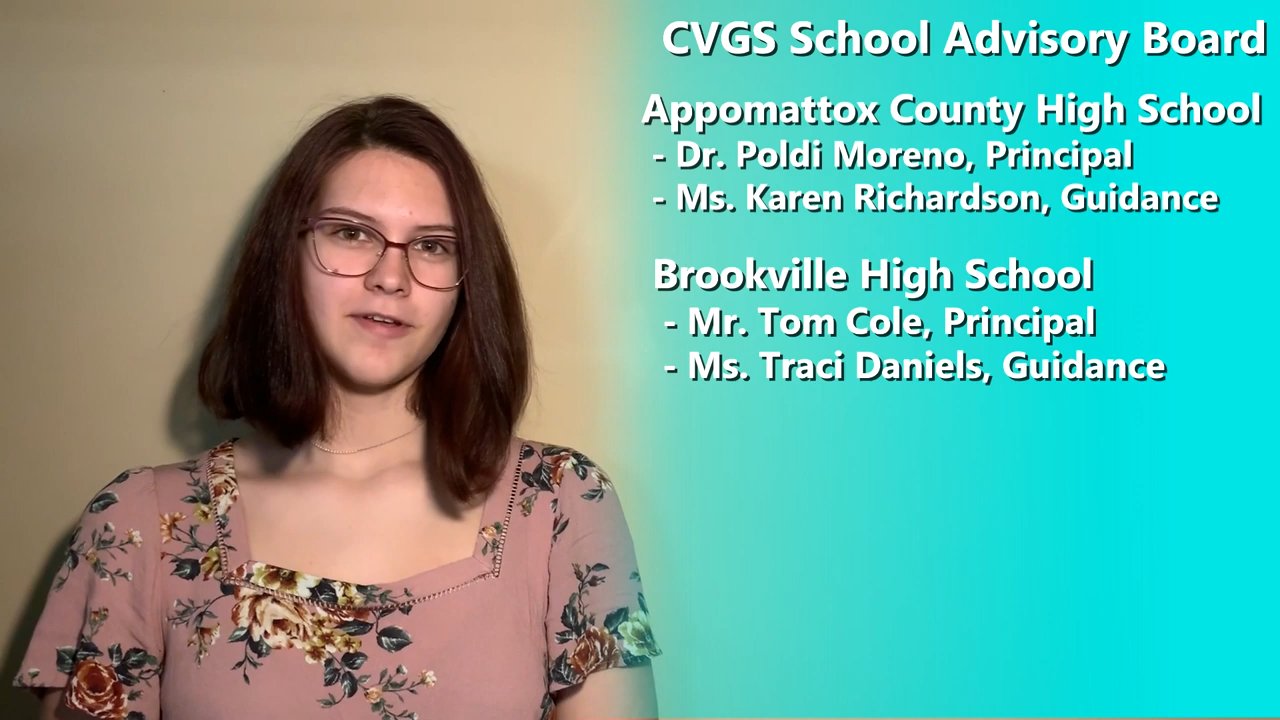 CVGS School Advisory Board
Appomattox County High School
- Dr. Poldi Moreno, Principal
- Ms. Karen Richardson, Guidance
Brookville High School
- Mr. Tom Cole, Principal
- Ms. Traci Daniels, Guidance